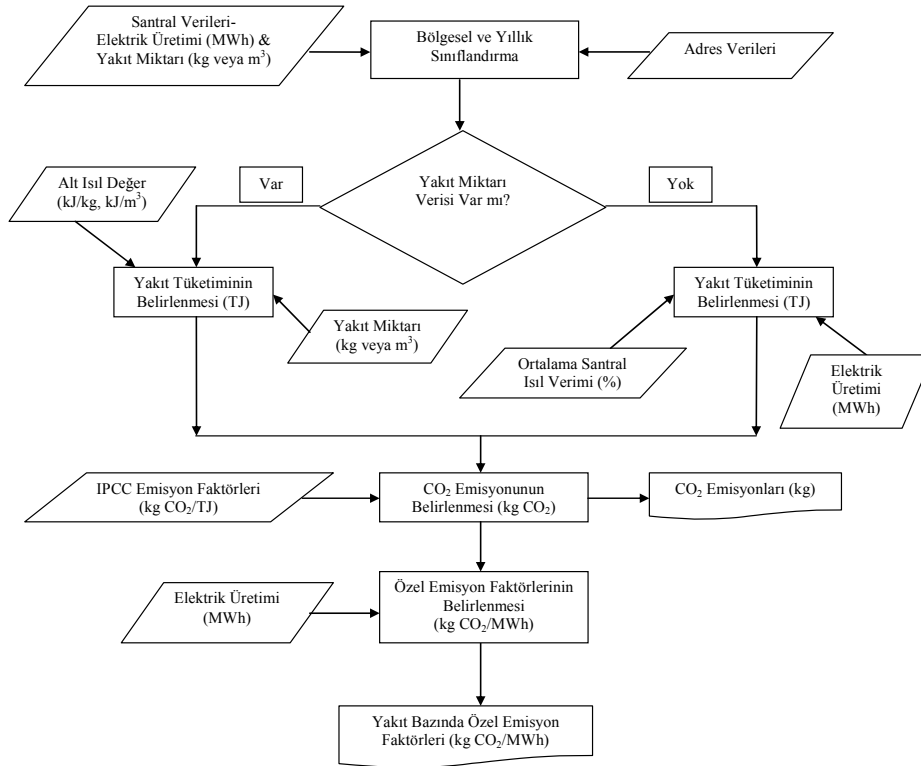 Santral Verileri-
Elektrik Üretimi (MWh) &
Yakıt Miktarı (kg veya m³)
Bölgesel ve Yıllık
Sınıflandırma
Adres Verileri
Alt Isıl Değer
(kJ/kg, kJ/m³)
Var
Yakıt Miktarı
Verisi Var mı?
Yok
Yakıt Tüketiminin
Belirlenmesi (TJ)
Yakıt Tüketiminin
Belirlenmesi (TJ)
Yakıt Miktarı
(kg veya m³)
Ortalama Santral
Isıl Verimi (%)
Elektrik
Üretimi
(MWh)
IPCC Emisyon Faktörleri
(kg CO₂/TJ)
CO₂ Emisyonunun
Belirlenmesi (kg CO₂)
CO₂ Emisyonları (kg)
Elektrik Üretimi
(MWh)
Özel Emisyon Faktörlerinin
Belirlenmesi
(kg CO₂/MWh)
Yakıt Bazında Özel Emisyon
Faktörleri (kg CO₂/MWh)